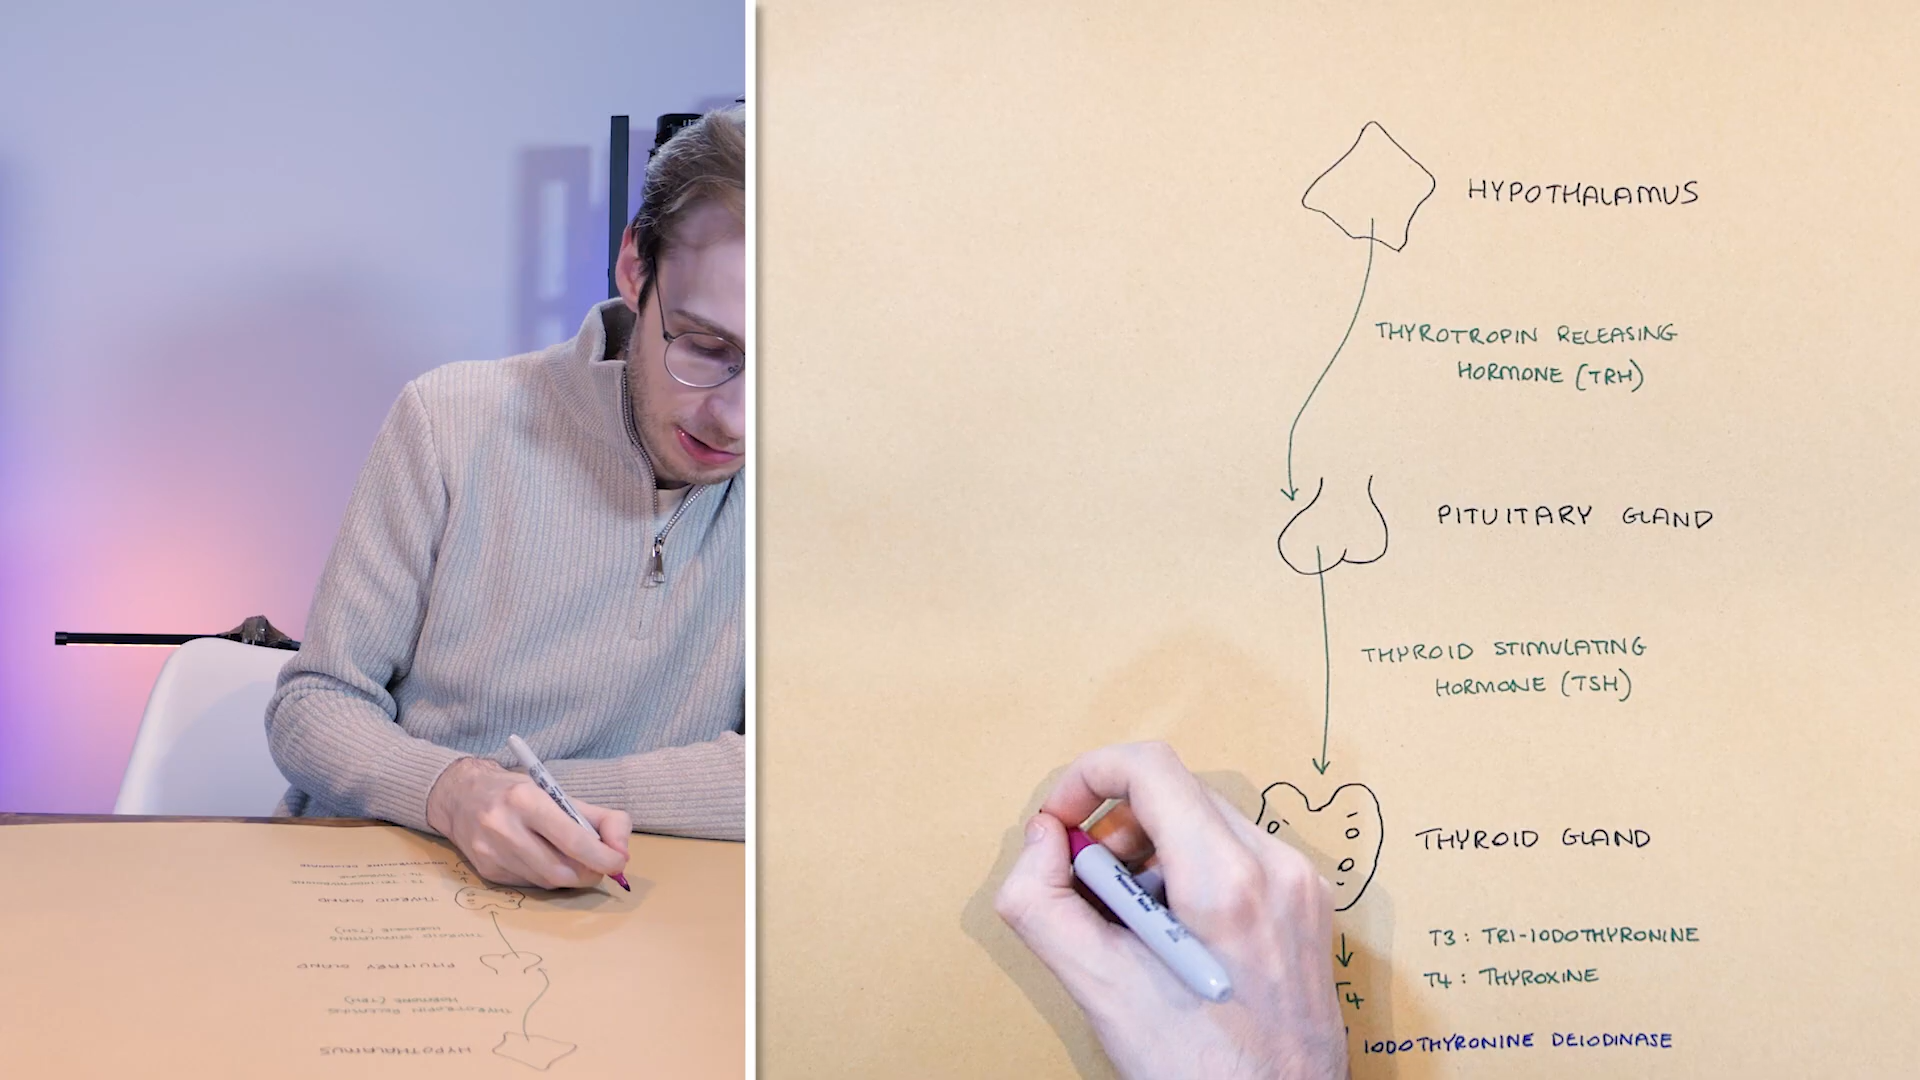 HYPOTHALAMUS
THYROTROPIN RELEASING
HORMONE (TRH)
PITUITARY GLAND
THYROID STIMULATING
HORMONE (TSH)
THYROID GLAND
T3 : TRI-IODOTHYRONINE
T4 : THYROXINE
T4
IODOTHYRONINE DEIODINASE